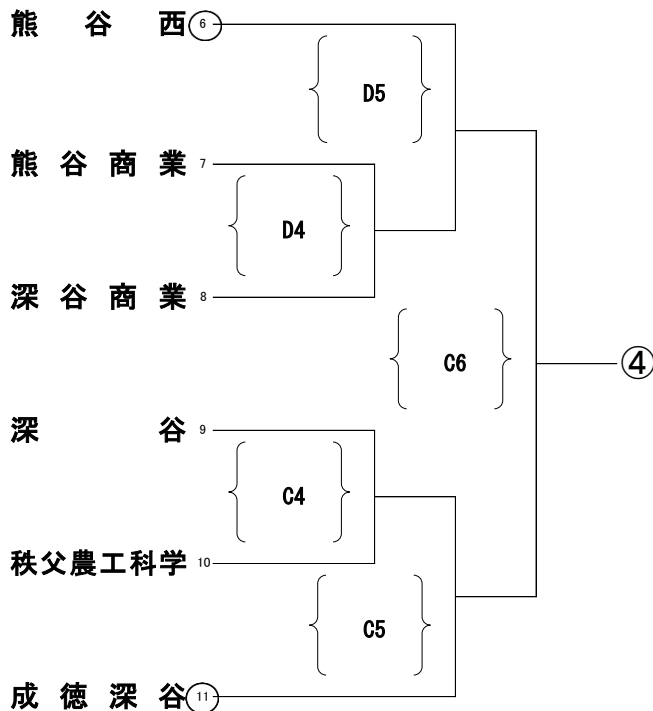 熊谷西 ⑥
D5
熊谷商業 7
D4
深谷商業 8
C6
④
深谷 9
C4
秩父農工科学 10
C5
成徳深谷 ⑪